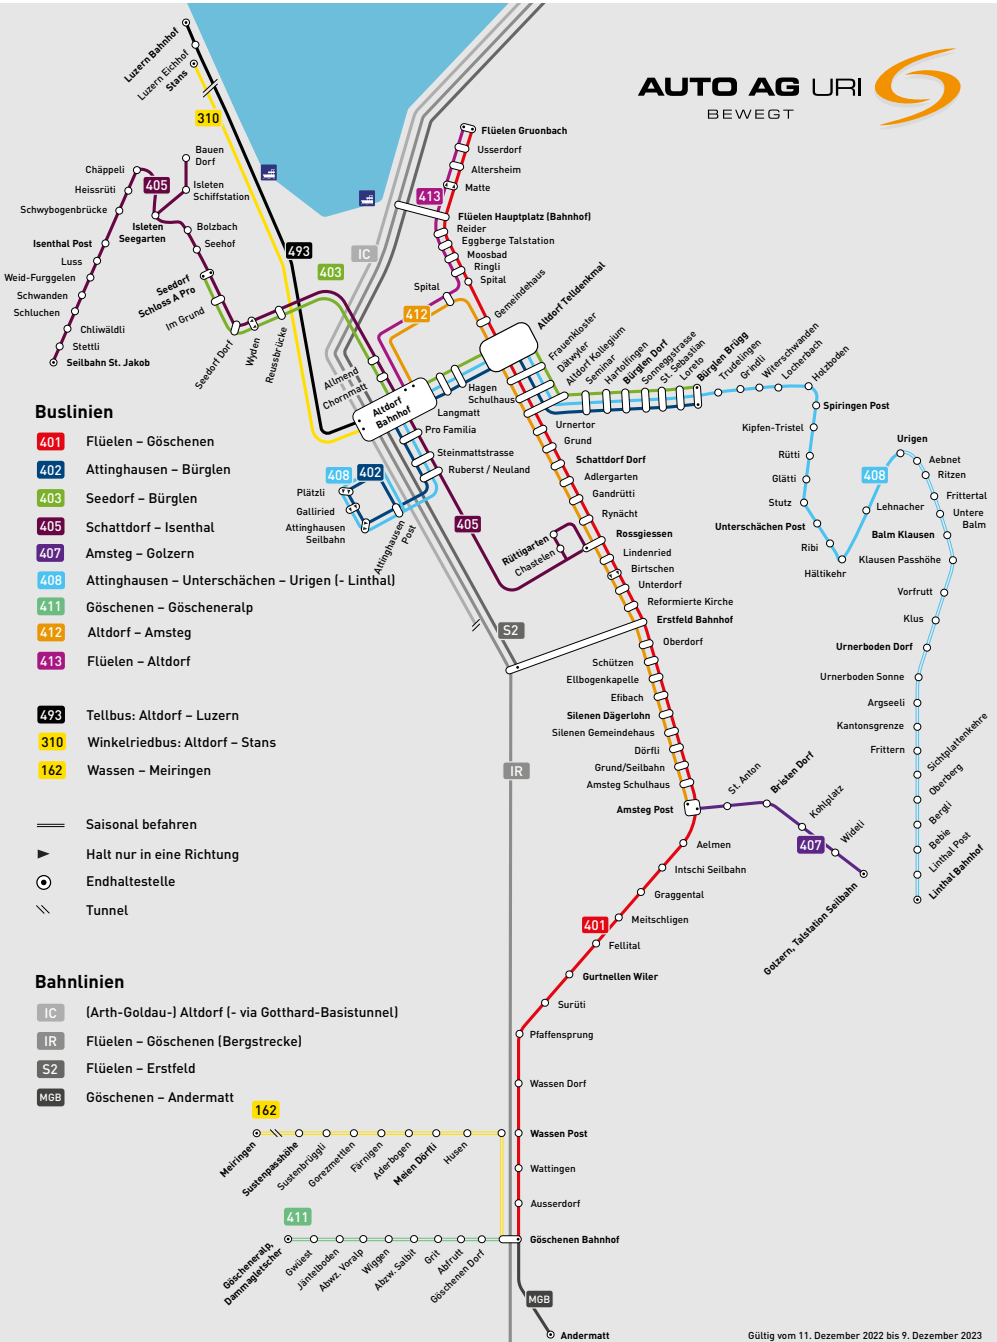 AUTO AG URI
BEWEGT
Luzern Bahnhof
Luzern Eichhof
Stans
310
493
403
IC
413
412
405
Bauen
Dorf
Isleten
Schiffstation
Chäppeli
Heissrüti
Schwybogenbrücke
Isenthal Post
Luss
Weid-Furggelen
Schwanden
Schluchen
Chliwäldli
Stettli
Seilbahn St. Jakob
Isleten
Seegarten
Bolzbach
Seehof
Seedorf
Schloss A Pro
Im Grund
Seedorf Dorf
Wyden
Reussbrücke
Allmend
Chornmatt
Flüelen Gruonbach
Usserdorf
Altersheim
Matte
Flüelen Hauptplatz (Bahnhof)
Reider
Eggberge Talstation
Moosbad
Ringli
Spital
Spital
Gemeindehaus
Altdorf Telldenkmal
Altdorf
Bahnhof
Hagen
Schulhaus
Langmatt
Pro Familia
Steinmattstrasse
Ruberst / Neuland
408
402
Plätzli
Galliried
Attinghausen
Seilbahn
Attinghausen
Post
405
Frauenkloster
Dätwyler
Altdorf Kollegium
Seminar
Hartolfingen
Bürglen Dorf
Sonneggstrasse
St. Sebastian
Loreto
Bürglen Brügg
Trudelingen
Grindli
Witerschwanden
Locherbach
Holzboden
Spiringen Post
Kipfen-Tristel
Rütti
Glätti
Stutz
Unterschächen Post
Ribi
Hältikehr
408
Lehnacher
Urigen
Aebnet
Ritzen
Frittertal
Untere
Balm
Balm Klausen
Klausen Passhöhe
Vorfrutt
Klus
Urnerboden Dorf
Urnerboden Sonne
Argseeli
Kantonsgrenze
Frittern
Sichtplattenkehre
Oberberg
Bergli
Bebie
Linthal Post
Linthal Bahnhof
Urnertor
Grund
Schattdorf Dorf
Adlergarten
Gandrütti
Rynächt
Rossgiessen
Rüttigarten
Chastelen
Lindenried
Birtschen
Unterdorf
Reformierte Kirche
Erstfeld Bahnhof
Oberdorf
S2
Schützen
Ellbogenkapelle
Efibach
Silenen Dägerlohn
Silenen Gemeindehaus
Dörfli
Grund/Seilbahn
Amsteg Schulhaus
Amsteg Post
IR
St. Anton
Bristen Dorf
Kohlplatz
Wideli
407
Golzern, Talstation Seilbahn
Aelmen
Intschi Seilbahn
Graggental
Meitschligen
401
Fellital
Gurtnellen Wiler
Surüti
Pfaffensprung
Wassen Dorf
Wassen Post
Wattingen
Ausserdorf
Göschenen Bahnhof
MGB
Andermatt
Buslinien
401 Flüelen – Göschenen
402 Attinghausen – Bürglen
403 Seedorf – Bürglen
405 Schattdorf – Isenthal
407 Amsteg – Golzern
408 Attinghausen – Unterschächen – Urigen (- Linthal)
411 Göschenen – Göscheneralp
412 Altdorf – Amsteg
413 Flüelen – Altdorf
493 Tellbus: Altdorf – Luzern
310 Winkelriedbus: Altdorf – Stans
162 Wassen – Meiringen
Saisonal befahren
Halt nur in eine Richtung
Endhaltestelle
Tunnel
Bahnlinien
IC (Arth-Goldau-) Altdorf (- via Gotthard-Basistunnel)
IR Flüelen – Göschenen (Bergstrecke)
S2 Flüelen – Erstfeld
MGB Göschenen – Andermatt
162
Meiringen
Sustenpasshöhe
Sustenbrüggli
Gorezmettlen
Färnigen
Aderbogen
Meien Dörfli
Husen
411
Göscheneralp,
Dammagletscher
Gwüest
Jäntelboden
Abwz. Voralp
Wiggen
Abzw. Salbit
Grit
Abfrutt
Göschenen Dorf
Gültig vom 11. Dezember 2022 bis 9. Dezember 2023